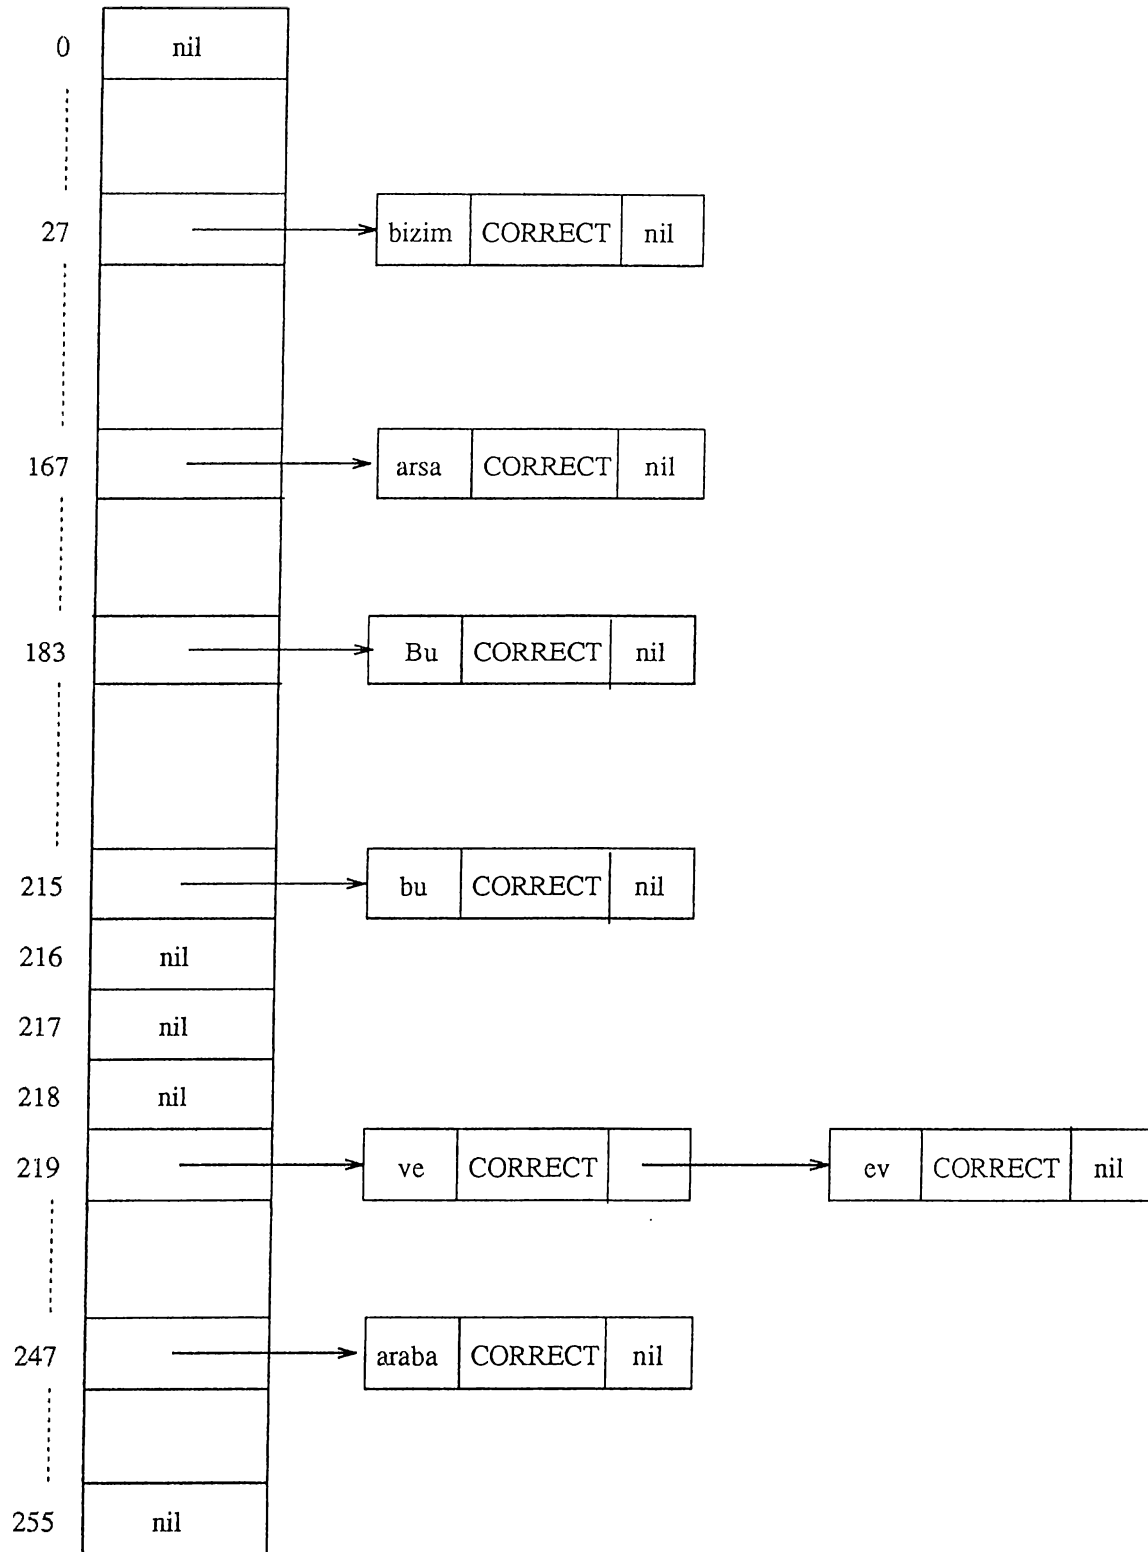 0 nil
27 bizim CORRECT nil
167 arsa CORRECT nil
183 Bu CORRECT nil
215 bu CORRECT nil
216 nil
217 nil
218 nil
219 ve CORRECT ev CORRECT nil
247 araba CORRECT nil
255 nil